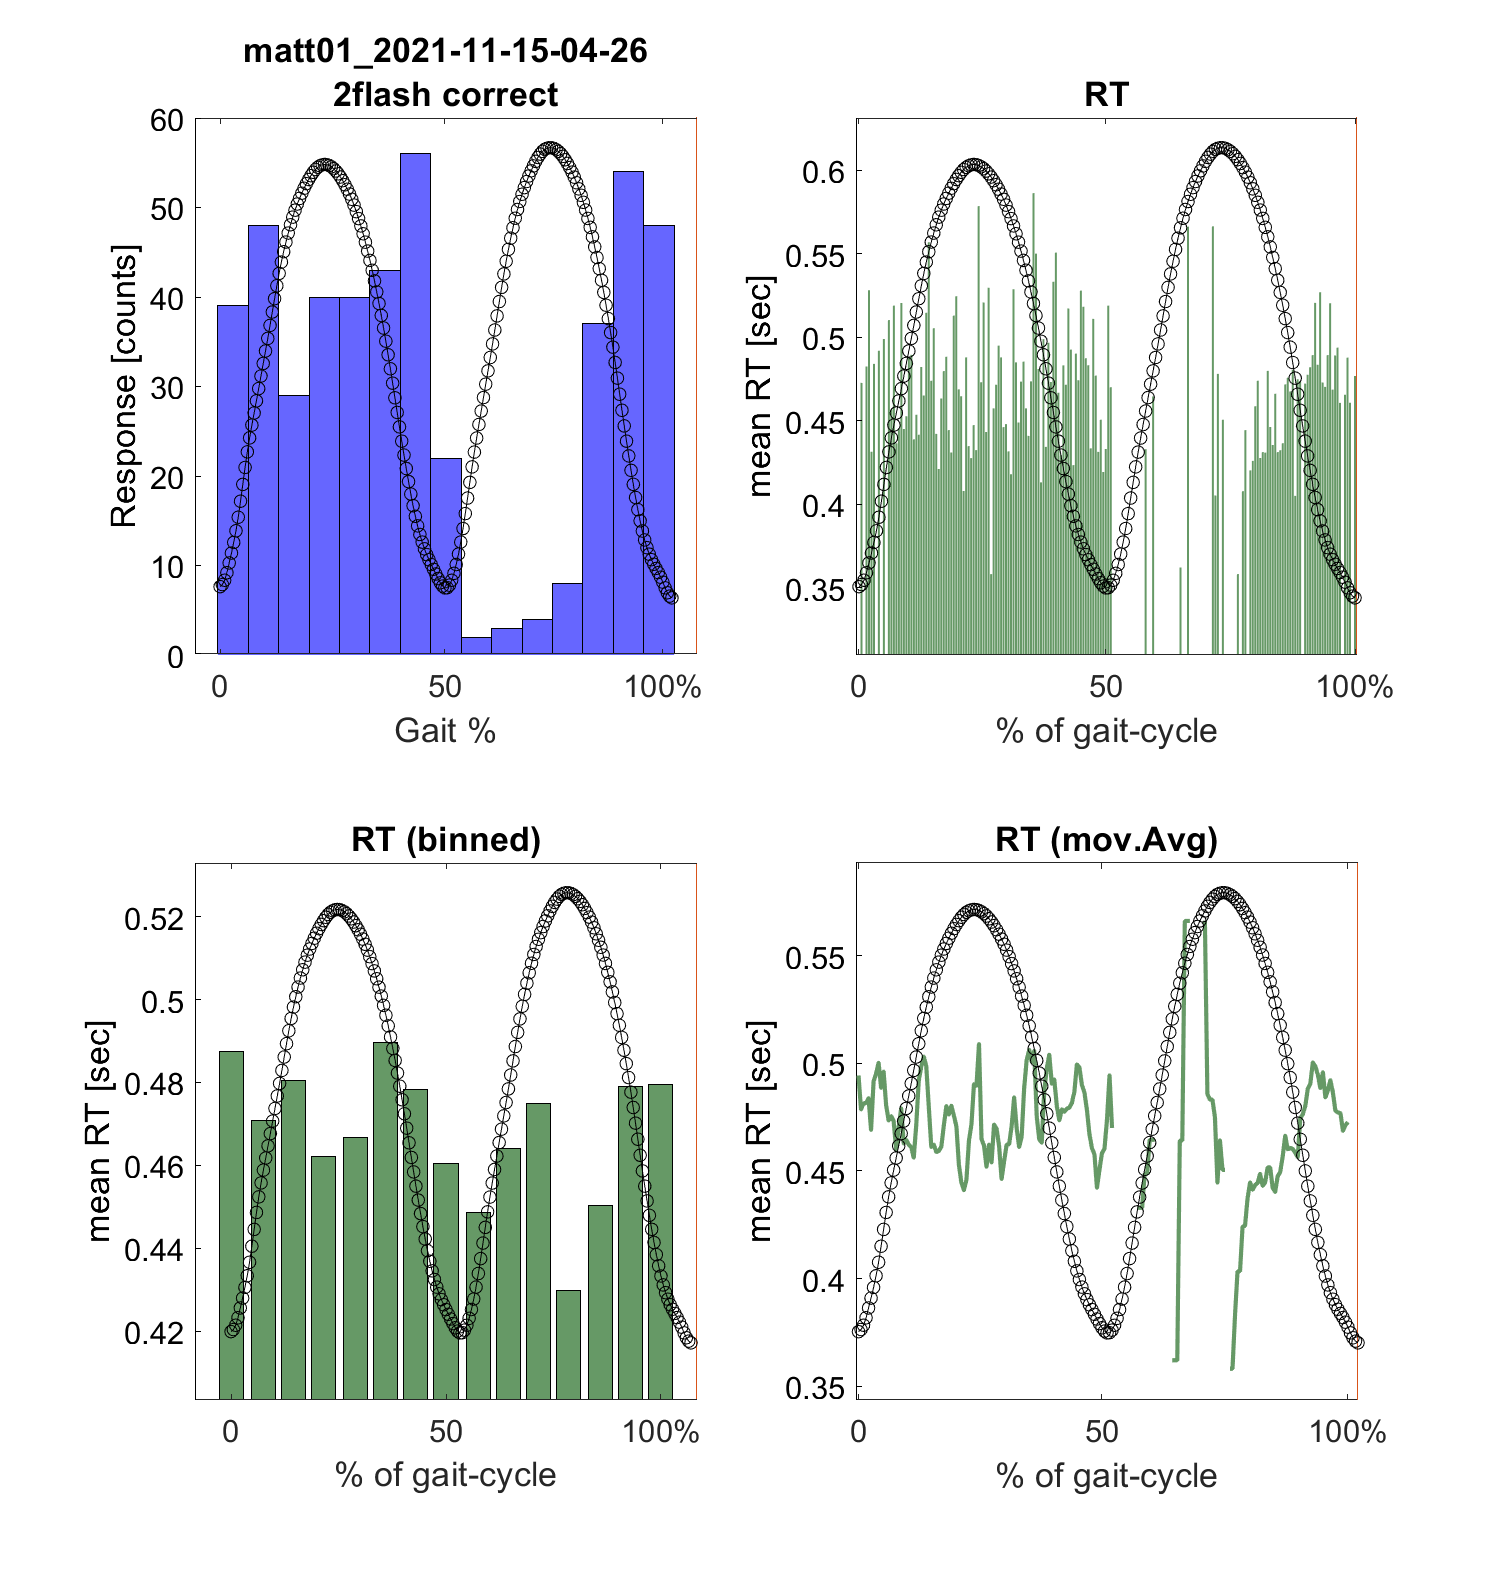 matt01_2021-11-15-04-26
2flash correct
60
50
40
30
20
10
0
Response [counts]
0 50 100%
Gait %
RT
0.6
0.55
0.5
0.45
0.4
0.35
mean RT [sec]
0 50 100%
% of gait-cycle
RT (binned)
0.52
0.5
0.48
0.46
0.44
0.42
mean RT [sec]
0 50 100%
% of gait-cycle
RT (mov.Avg)
0.55
0.5
0.45
0.4
0.35
mean RT [sec]
0 50 100%
% of gait-cycle